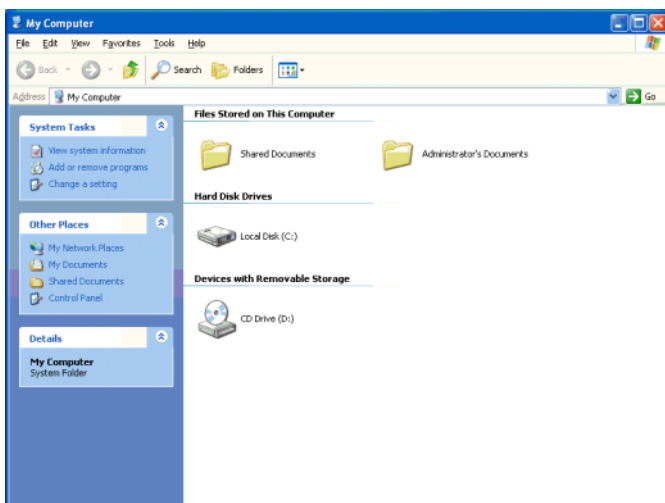 My Computer
File Edit View Favorites Tools Help
Back Search Folders
Address My Computer Go
System Tasks
View system information
Add or remove programs
Change a setting
Other Places
My Network Places
My Documents
Shared Documents
Control Panel
Details
My Computer
System Folder
Files Stored on This Computer
Shared Documents Administrator's Documents
Hard Disk Drives
Local Disk (C:)
Devices with Removable Storage
CD Drive (D:)